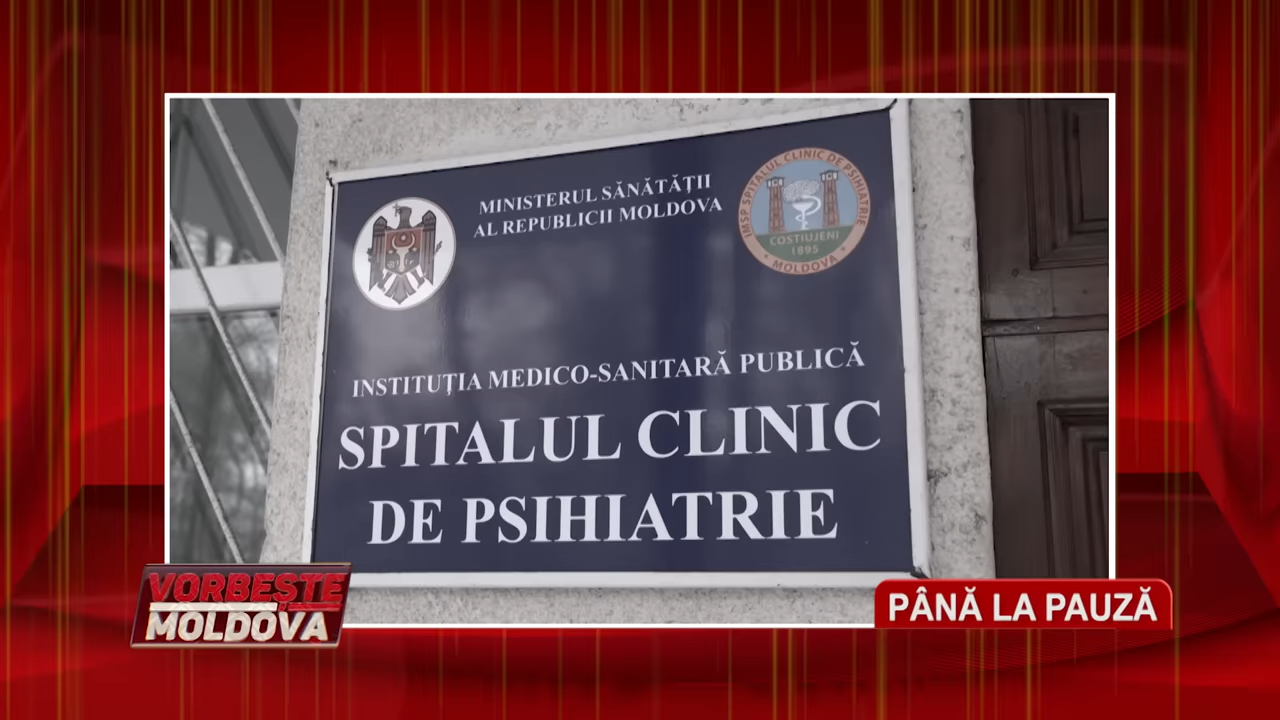 MINISTERUL SĂNĂTĂȚII
AL REPUBLICII MOLDOVA
IMSP SPITALUL CLINIC DE PSIHIATRIE
COSTIUJENI
1895
MOLDOVA
INSTITUȚIA MEDICO-SANITARĂ PUBLICĂ
SPITALUL CLINIC
DE PSIHIATRIE
VORBEȘTE
MOLDOVA
PÂNĂ LA PAUZĂ